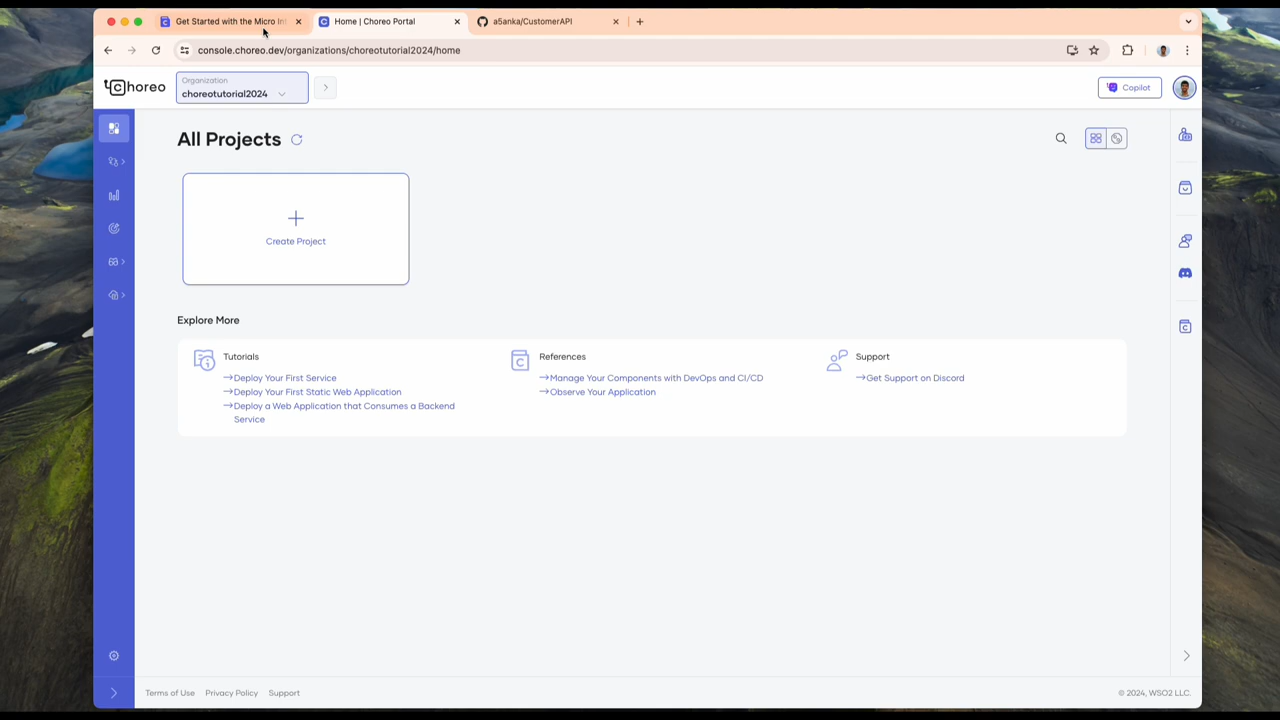 Get Started with the Micro In
Home | Choreo Portal
a5anka/CustomerAPI
console.choreo.dev/organizations/choreotutorial2024/home
choreo
Organization
choreotutorial2024
Copilot
All Projects
Create Project
Explore More
Tutorials
→Deploy Your First Service
→Deploy Your First Static Web Application
→Deploy a Web Application that Consumes a Backend
Service
References
→Manage Your Components with DevOps and CI/CD
→Observe Your Application
Support
→Get Support on Discord
Terms of Use
Privacy Policy
Support
© 2024, WSO2 LLC.